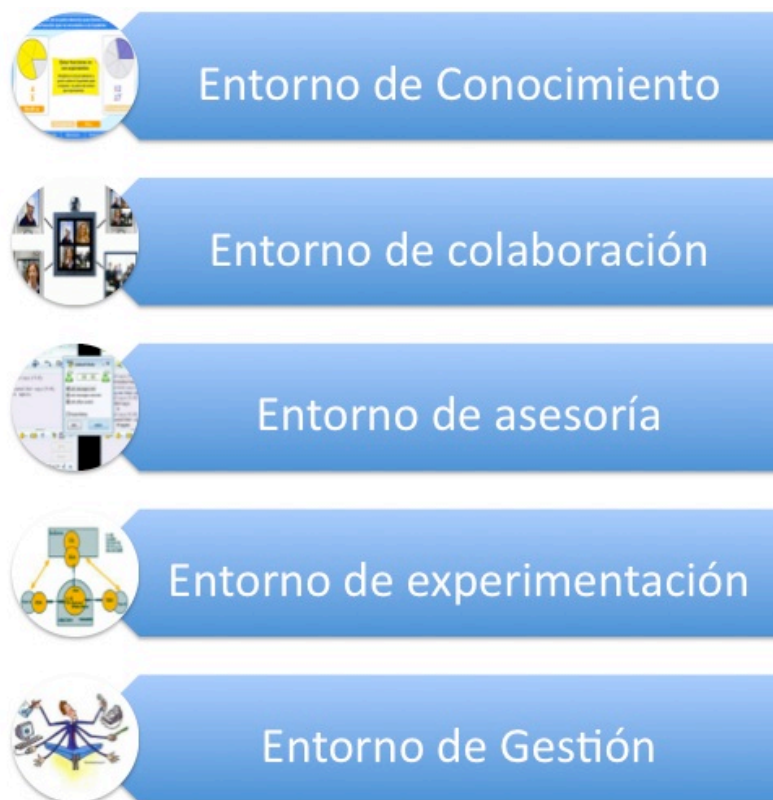 Entorno de Conocimiento
Entorno de colaboración
Entorno de asesoría
Entorno de experimentación
Entorno de Gestión